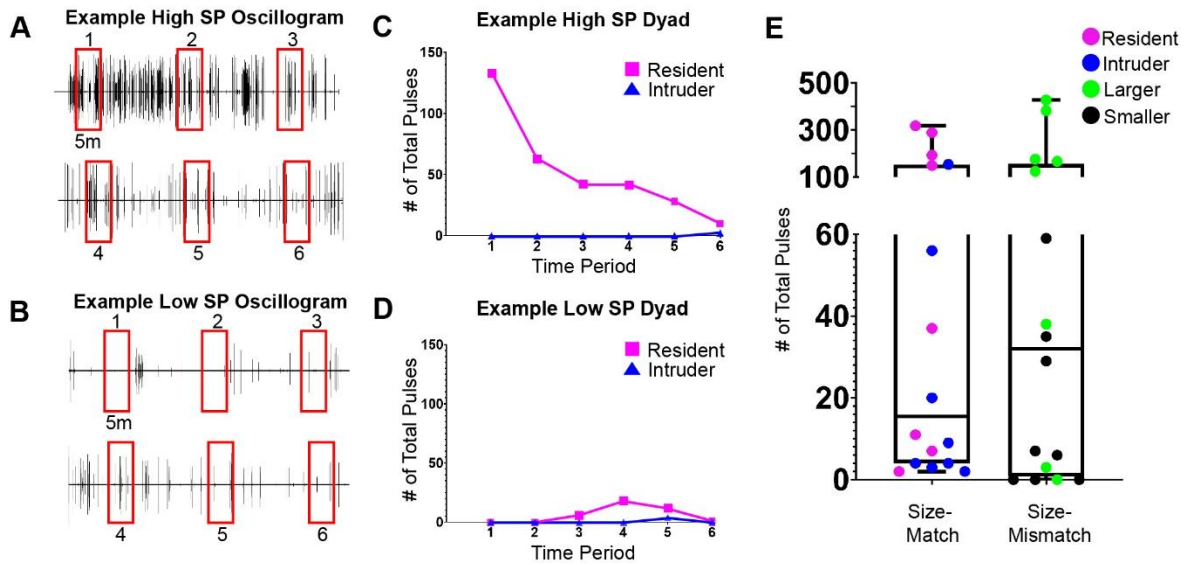 A
Example High SP Oscillogram
1 2 3
5m
4 5 6
B
Example Low SP Oscillogram
1 2 3
5m
4 5 6
C
Example High SP Dyad
Resident
Intruder
# of Total Pulses
150
100
50
0
1 2 3 4 5 6
Time Period
D
Example Low SP Dyad
Resident
Intruder
# of Total Pulses
150
100
50
0
1 2 3 4 5 6
Time Period
E
Resident
Intruder
Larger
Smaller
# of Total Pulses
500
300
100
60
40
20
0
Size-
Match
Size-
Mismatch